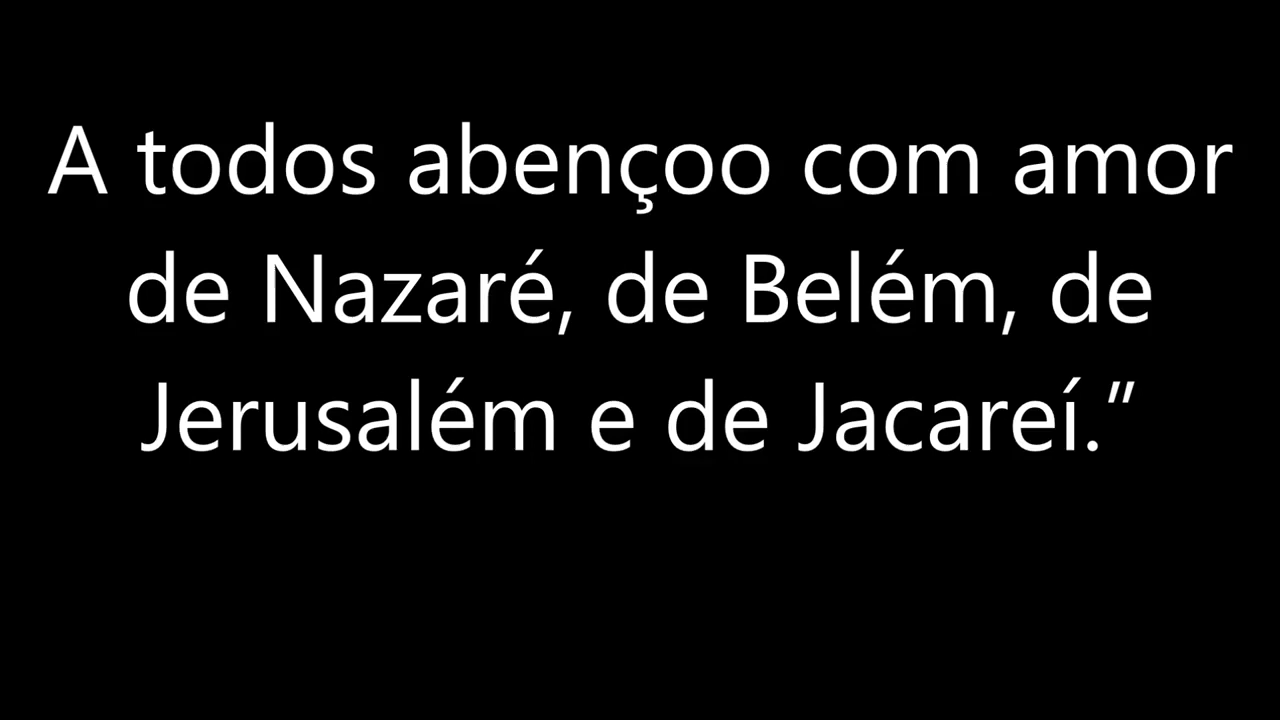 A todos abençoo com amor
de Nazaré, de Belém, de
Jerusalém e de Jacareí.”